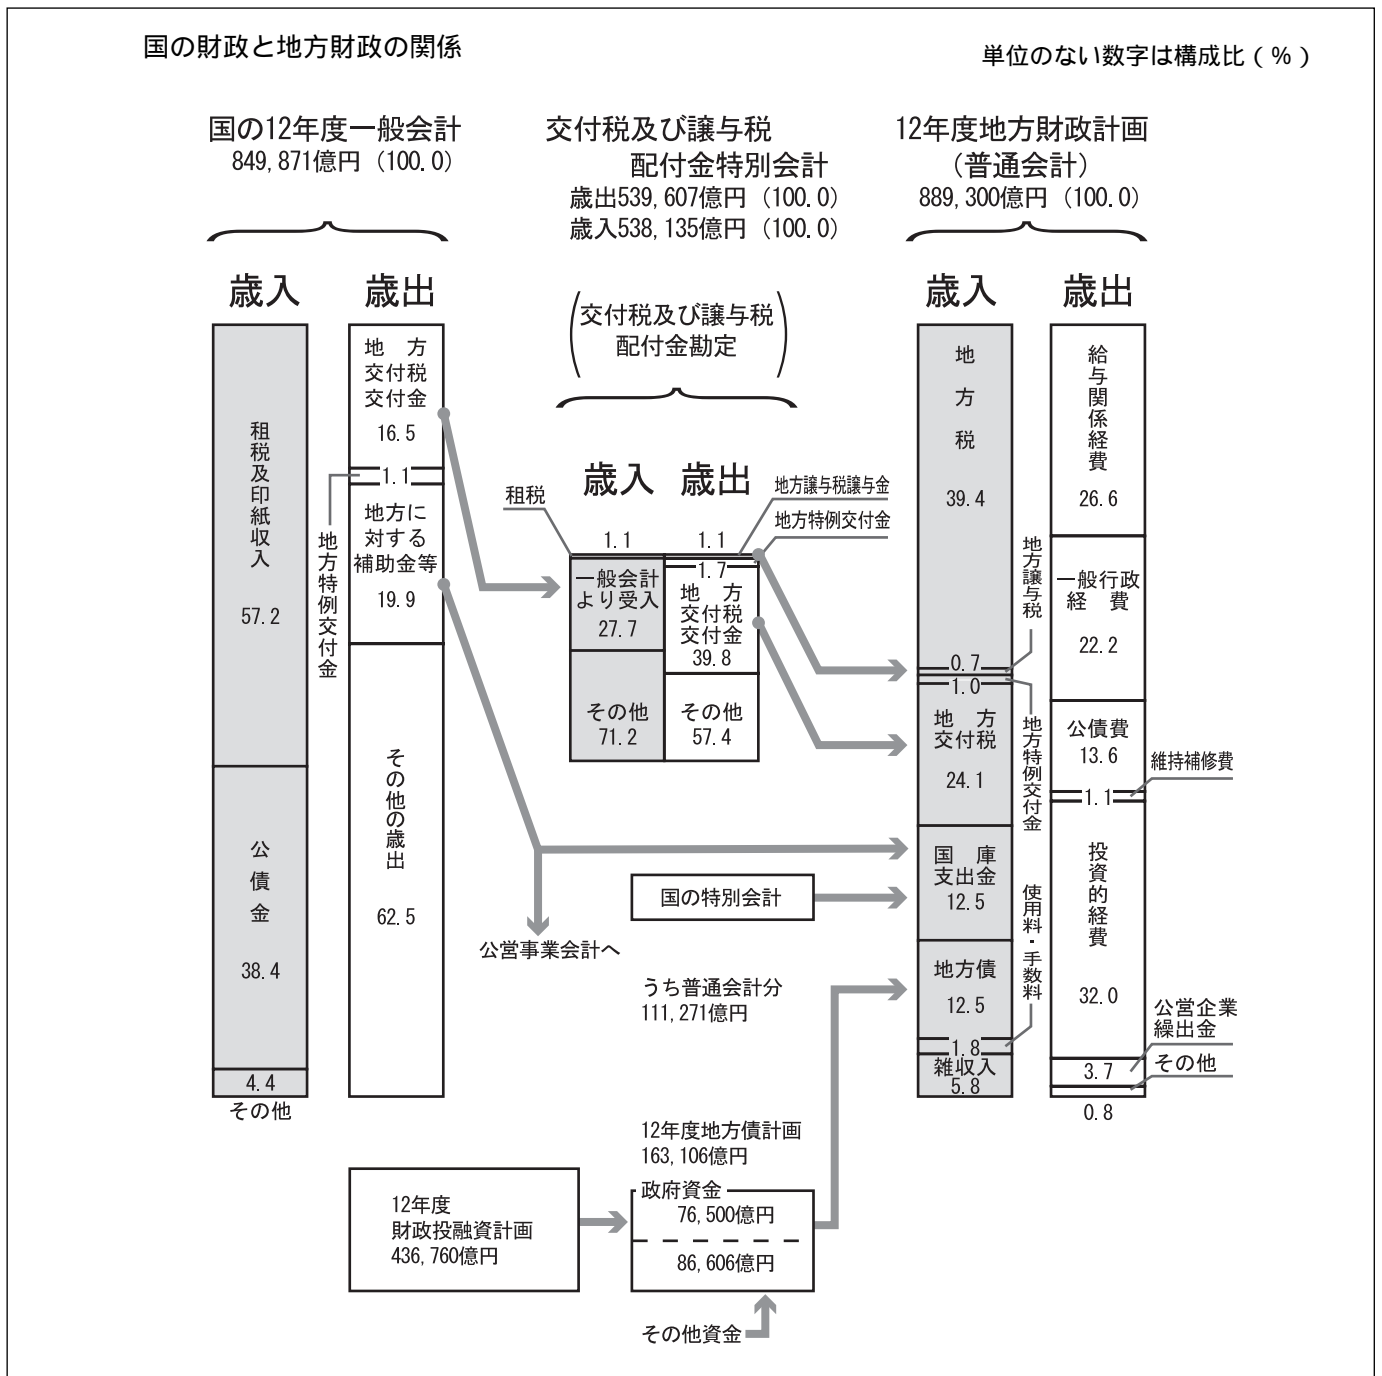 国の財政と地方財政の関係
単位のない数字は構成比（%）
国の12年度一般会計
849,871億円（100.0）
交付税及び譲与税
配付金特別会計
歳出539,607億円（100.0）
歳入538,135億円（100.0）
12年度地方財政計画
（普通会計）
889,300億円（100.0）
歳入
歳出
租税及印紙収入
57.2
公債金
38.4
4.4
その他
地方
交付税
交付金
16.5
1.1
地方特例交付金
地方に
対する
補助金等
19.9
その他の歳出
62.5
（交付税及び譲与税
配付金勘定）
歳入
歳出
租税
1.1
一般会計
より受入
27.7
その他
71.2
地方譲与税譲与金
地方特例交付金
1.1
1.7
地方
交付税
交付金
39.8
その他
57.4
国の特別会計
公営事業会計へ
うち普通会計分
111,271億円
12年度地方債計画
163,106億円
政府資金
76,500億円
86,606億円
その他資金
12年度
財政投融資計画
436,760億円
歳入
歳出
地方税
39.4
地方譲与税
0.7
1.0
地方特例交付金
地方
交付税
24.1
国庫
支出金
12.5
地方債
12.5
使用料・手数料
1.8
雑収入
5.8
給与関係経費
26.6
一般行政
経費
22.2
公債費
13.6
維持補修費
1.1
投資的経費
32.0
公営企業
繰出金
3.7
その他
0.8